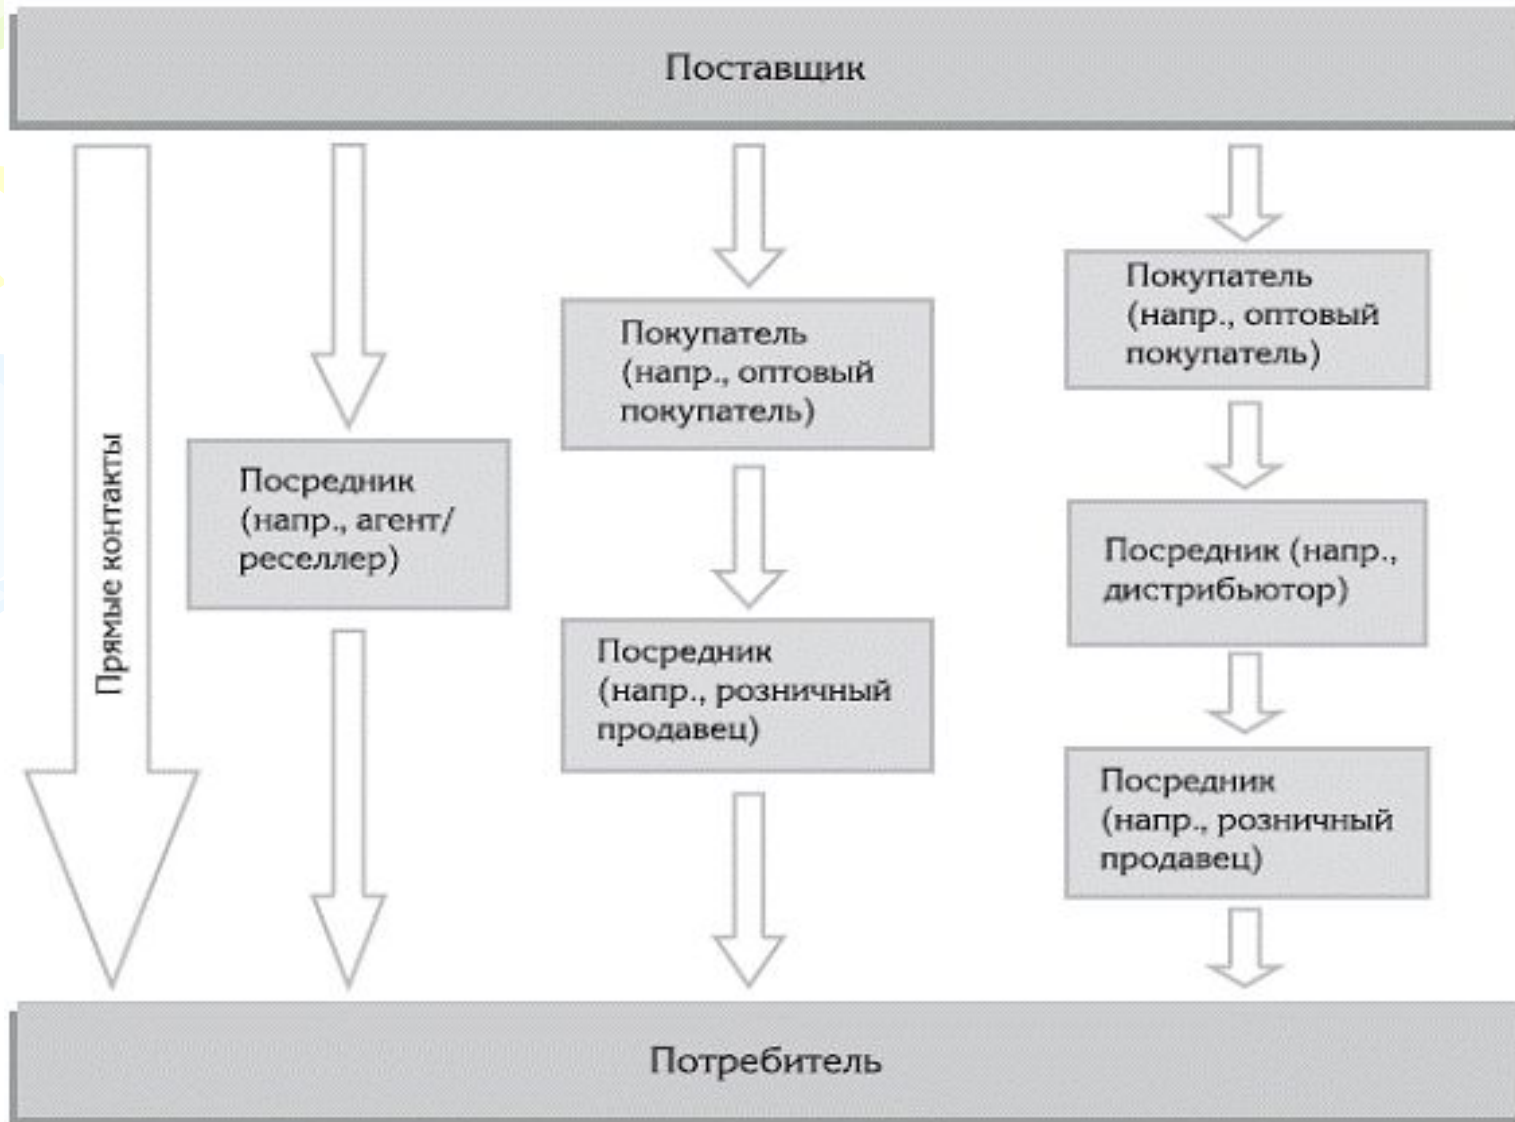 Поставщик
Прямые контакты
Посредник
(напр., агент/
реселлер)
Покупатель
(напр., оптовый
покупатель)
Посредник
(напр., розничный
продавец)
Покупатель
(напр., оптовый
покупатель)
Посредник (напр.,
дистрибьютор)
Посредник
(напр., розничный
продавец)
Потребитель